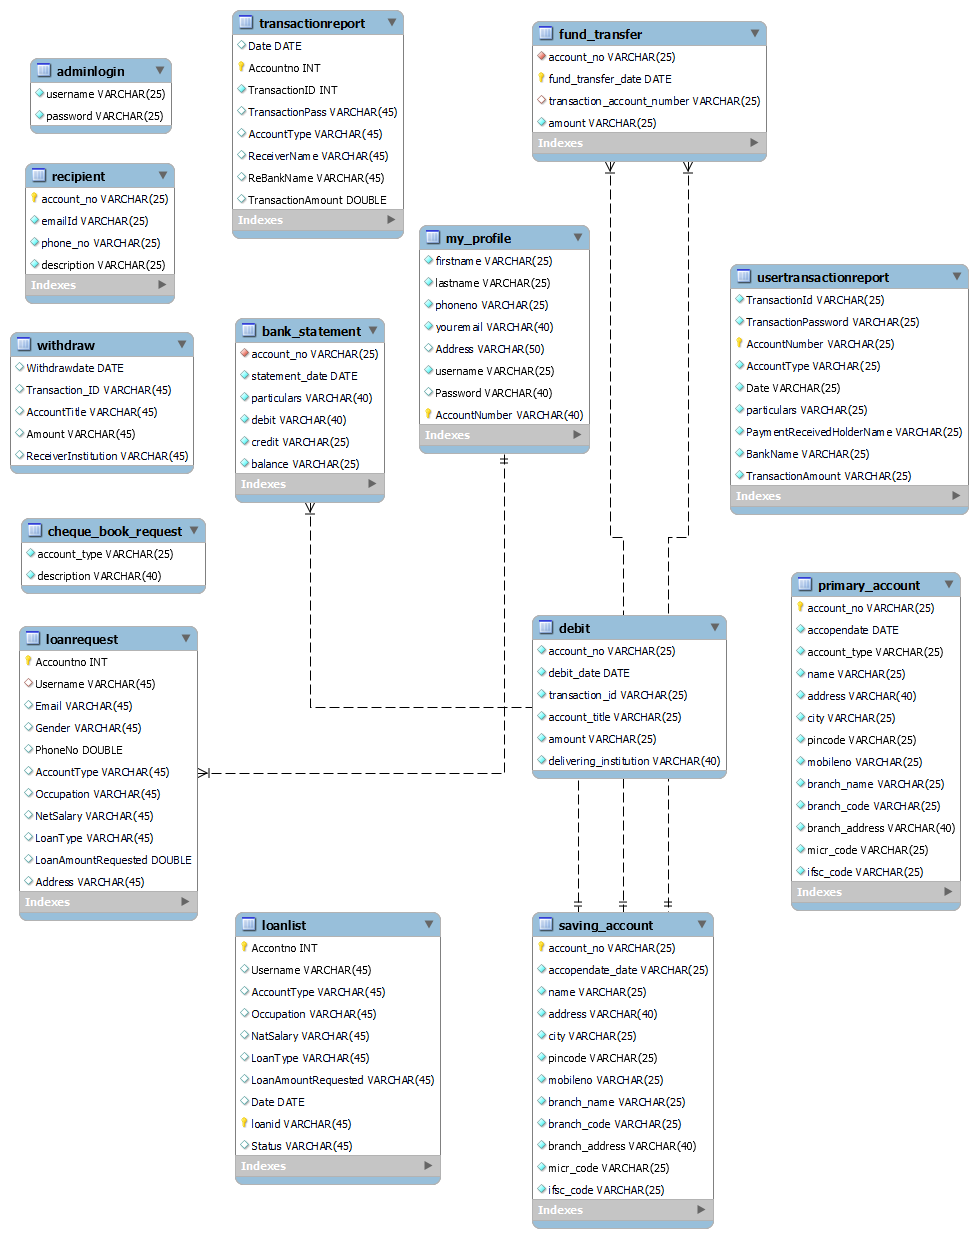 transactionreport
Date DATE
Accountno INT
TransactionID INT
TransactionPass VARCHAR(45)
AccountType VARCHAR(45)
ReceiverName VARCHAR(45)
ReBankName VARCHAR(45)
TransactionAmount DOUBLE
Indexes
fund_transfer
account_no VARCHAR(25)
fund_transfer_date DATE
transaction_account_number VARCHAR(25)
amount VARCHAR(25)
Indexes
adminlogin
username VARCHAR(25)
password VARCHAR(25)
recipient
account_no VARCHAR(25)
emailId VARCHAR(25)
phone_no VARCHAR(25)
description VARCHAR(25)
Indexes
my_profile
firstname VARCHAR(25)
lastname VARCHAR(25)
phoneno VARCHAR(25)
youremail VARCHAR(40)
Address VARCHAR(50)
username VARCHAR(25)
Password VARCHAR(40)
AccountNumber VARCHAR(40)
Indexes
usertransactionreport
TransactionId VARCHAR(25)
TransactionPassword VARCHAR(25)
AccountNumber VARCHAR(25)
AccountType VARCHAR(25)
Date VARCHAR(25)
particulars VARCHAR(25)
PaymentReceivedHolderName VARCHAR(25)
BankName VARCHAR(25)
TransactionAmount VARCHAR(25)
Indexes
withdraw
Withdrawdate DATE
Transaction_ID VARCHAR(45)
AccountTitle VARCHAR(45)
Amount VARCHAR(45)
ReceiverInstitution VARCHAR(45)
bank_statement
account_no VARCHAR(25)
statement_date DATE
particulars VARCHAR(40)
debit VARCHAR(40)
credit VARCHAR(25)
balance VARCHAR(25)
Indexes
cheque_book_request
account_type VARCHAR(25)
description VARCHAR(40)
loanrequest
Accountno INT
Username VARCHAR(45)
Email VARCHAR(45)
Gender VARCHAR(45)
PhoneNo DOUBLE
AccountType VARCHAR(45)
Occupation VARCHAR(45)
NetSalary VARCHAR(45)
LoanType VARCHAR(45)
LoanAmountRequested DOUBLE
Address VARCHAR(45)
Indexes
debit
account_no VARCHAR(25)
debit_date DATE
transaction_id VARCHAR(25)
account_title VARCHAR(25)
amount VARCHAR(25)
delivering_institution VARCHAR(40)
primary_account
account_no VARCHAR(25)
accopendate DATE
account_type VARCHAR(25)
name VARCHAR(25)
address VARCHAR(40)
city VARCHAR(25)
pincode VARCHAR(25)
mobileno VARCHAR(25)
branch_name VARCHAR(25)
branch_code VARCHAR(25)
branch_address VARCHAR(40)
micr_code VARCHAR(25)
ifsc_code VARCHAR(25)
Indexes
loanlist
Accontno INT
Username VARCHAR(45)
AccountType VARCHAR(45)
Occupation VARCHAR(45)
NatSalary VARCHAR(45)
LoanType VARCHAR(45)
LoanAmountRequested VARCHAR(45)
Date DATE
loanid VARCHAR(45)
Status VARCHAR(45)
Indexes
saving_account
account_no VARCHAR(25)
accopendate_date VARCHAR(25)
name VARCHAR(25)
address VARCHAR(40)
city VARCHAR(25)
pincode VARCHAR(25)
mobileno VARCHAR(25)
branch_name VARCHAR(25)
branch_code VARCHAR(25)
branch_address VARCHAR(40)
micr_code VARCHAR(25)
ifsc_code VARCHAR(25)
Indexes